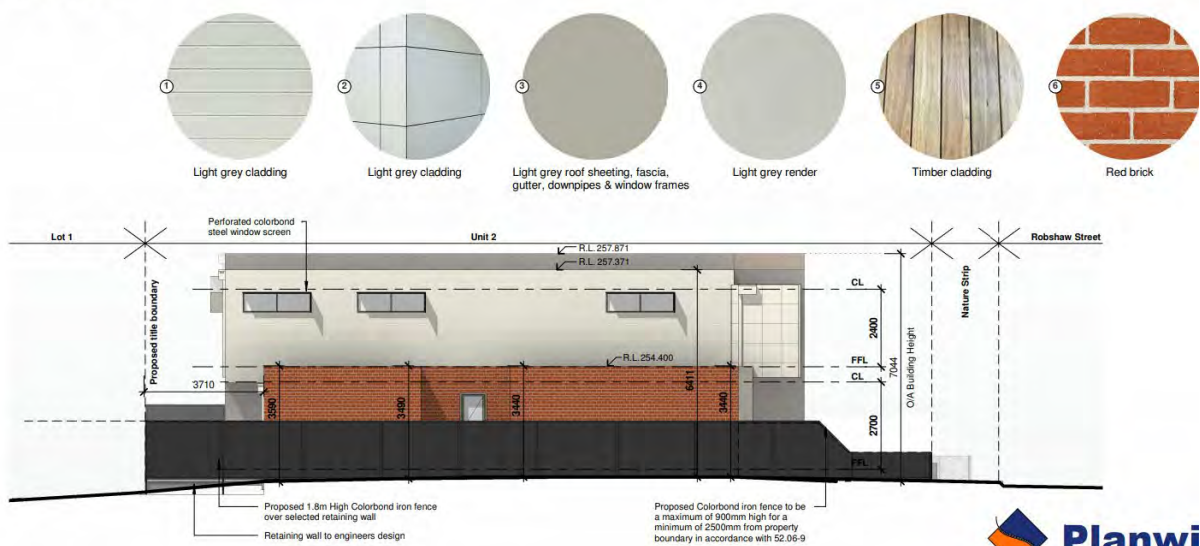 1
2
3
4
5
6
Light grey cladding
Light grey cladding
Light grey roof sheeting, fascia,
gutter, downpipes & window frames
Light grey render
Timber cladding
Red brick
Lot 1
Perforated colorbond
steel window screen
Unit 2
Robshaw Street
R.L. 257.871
R.L. 257.371
Proposed title boundary
CL
2400
Nature Strip
R.L.254.400
FFL
7044
O/A Building Height
3710
CL
3590
3490
3440
6411
3440
2700
FFL
Proposed 1.8m High Colorbond iron fence
over selected retaining wall
Retaining wall to engineers design
Proposed Colorbond iron fence to be
a maximum of 900mm high for a
minimum of 2500mm from property
boundary in accordance with 52.06-9